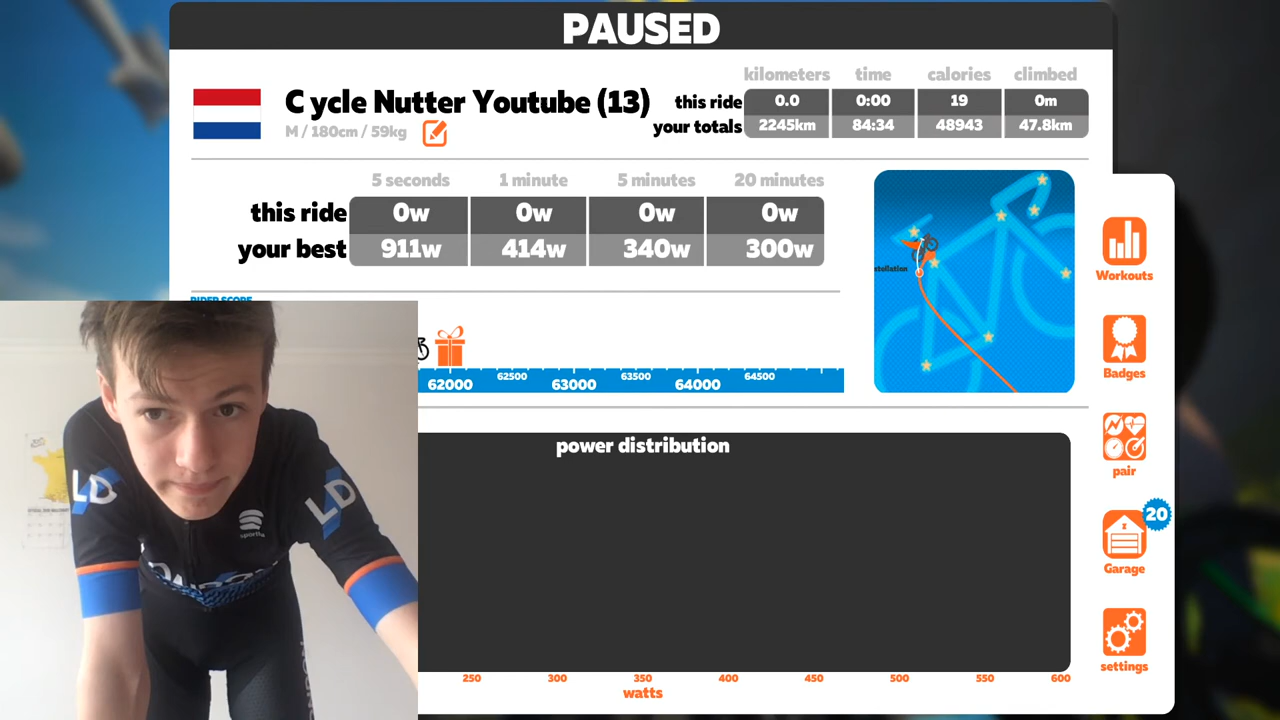 PAUSED
C ycle Nutter Youtube (13)
M / 180cm / 59kg
kilometers time calories climbed
this ride 0.0 0:00 19 0m
your totals 2245km 84:34 48943 47.8km
5 seconds 1 minute 5 minutes 20 minutes
this ride 0w 0w 0w 0w
your best 911w 414w 340w 300w
RIDER SCORE
62000 62500 63000 63500 64000 64500
power distribution
250 300 350 400 450 500 550 600
watts
Workouts
Badges
pair
20
Garage
settings
LD
LD
sportful